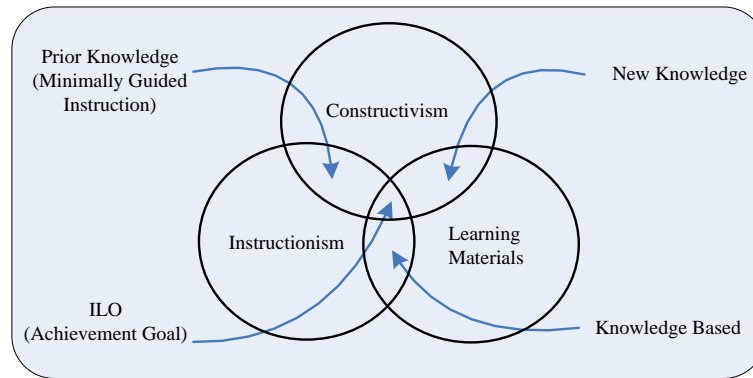 Prior Knowledge
(Minimally Guided
Instruction)
Constructivism
New Knowledge
Instructionism
Learning
Materials
ILO
(Achievement Goal)
Knowledge Based